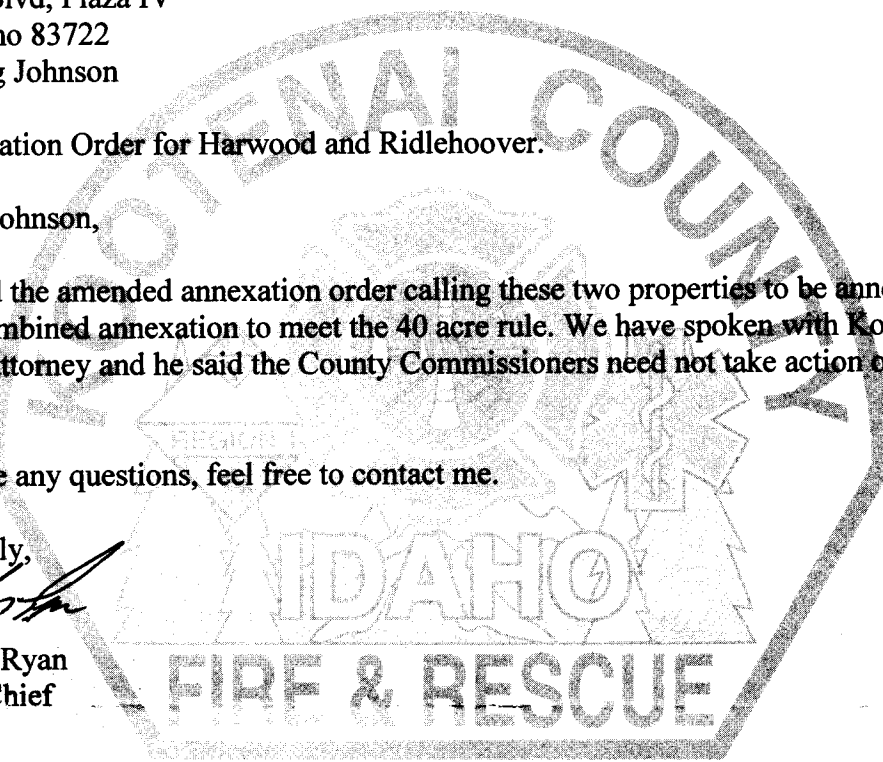 Blvd, Plaza IV
no 83722
g Johnson
ation Order for Harwood and Ridlehoover.
ohnson,
the amended annexation order calling these two properties to be anne
mbined annexation to meet the 40 acre rule. We have spoken with Ko
ttorney and he said the County Commissioners need not take action o
e any questions, feel free to contact me.
ly,
Ryan
Chief
KOOTENAI COUNTY
REGION 1
IDAHO
FIRE & RESCUE